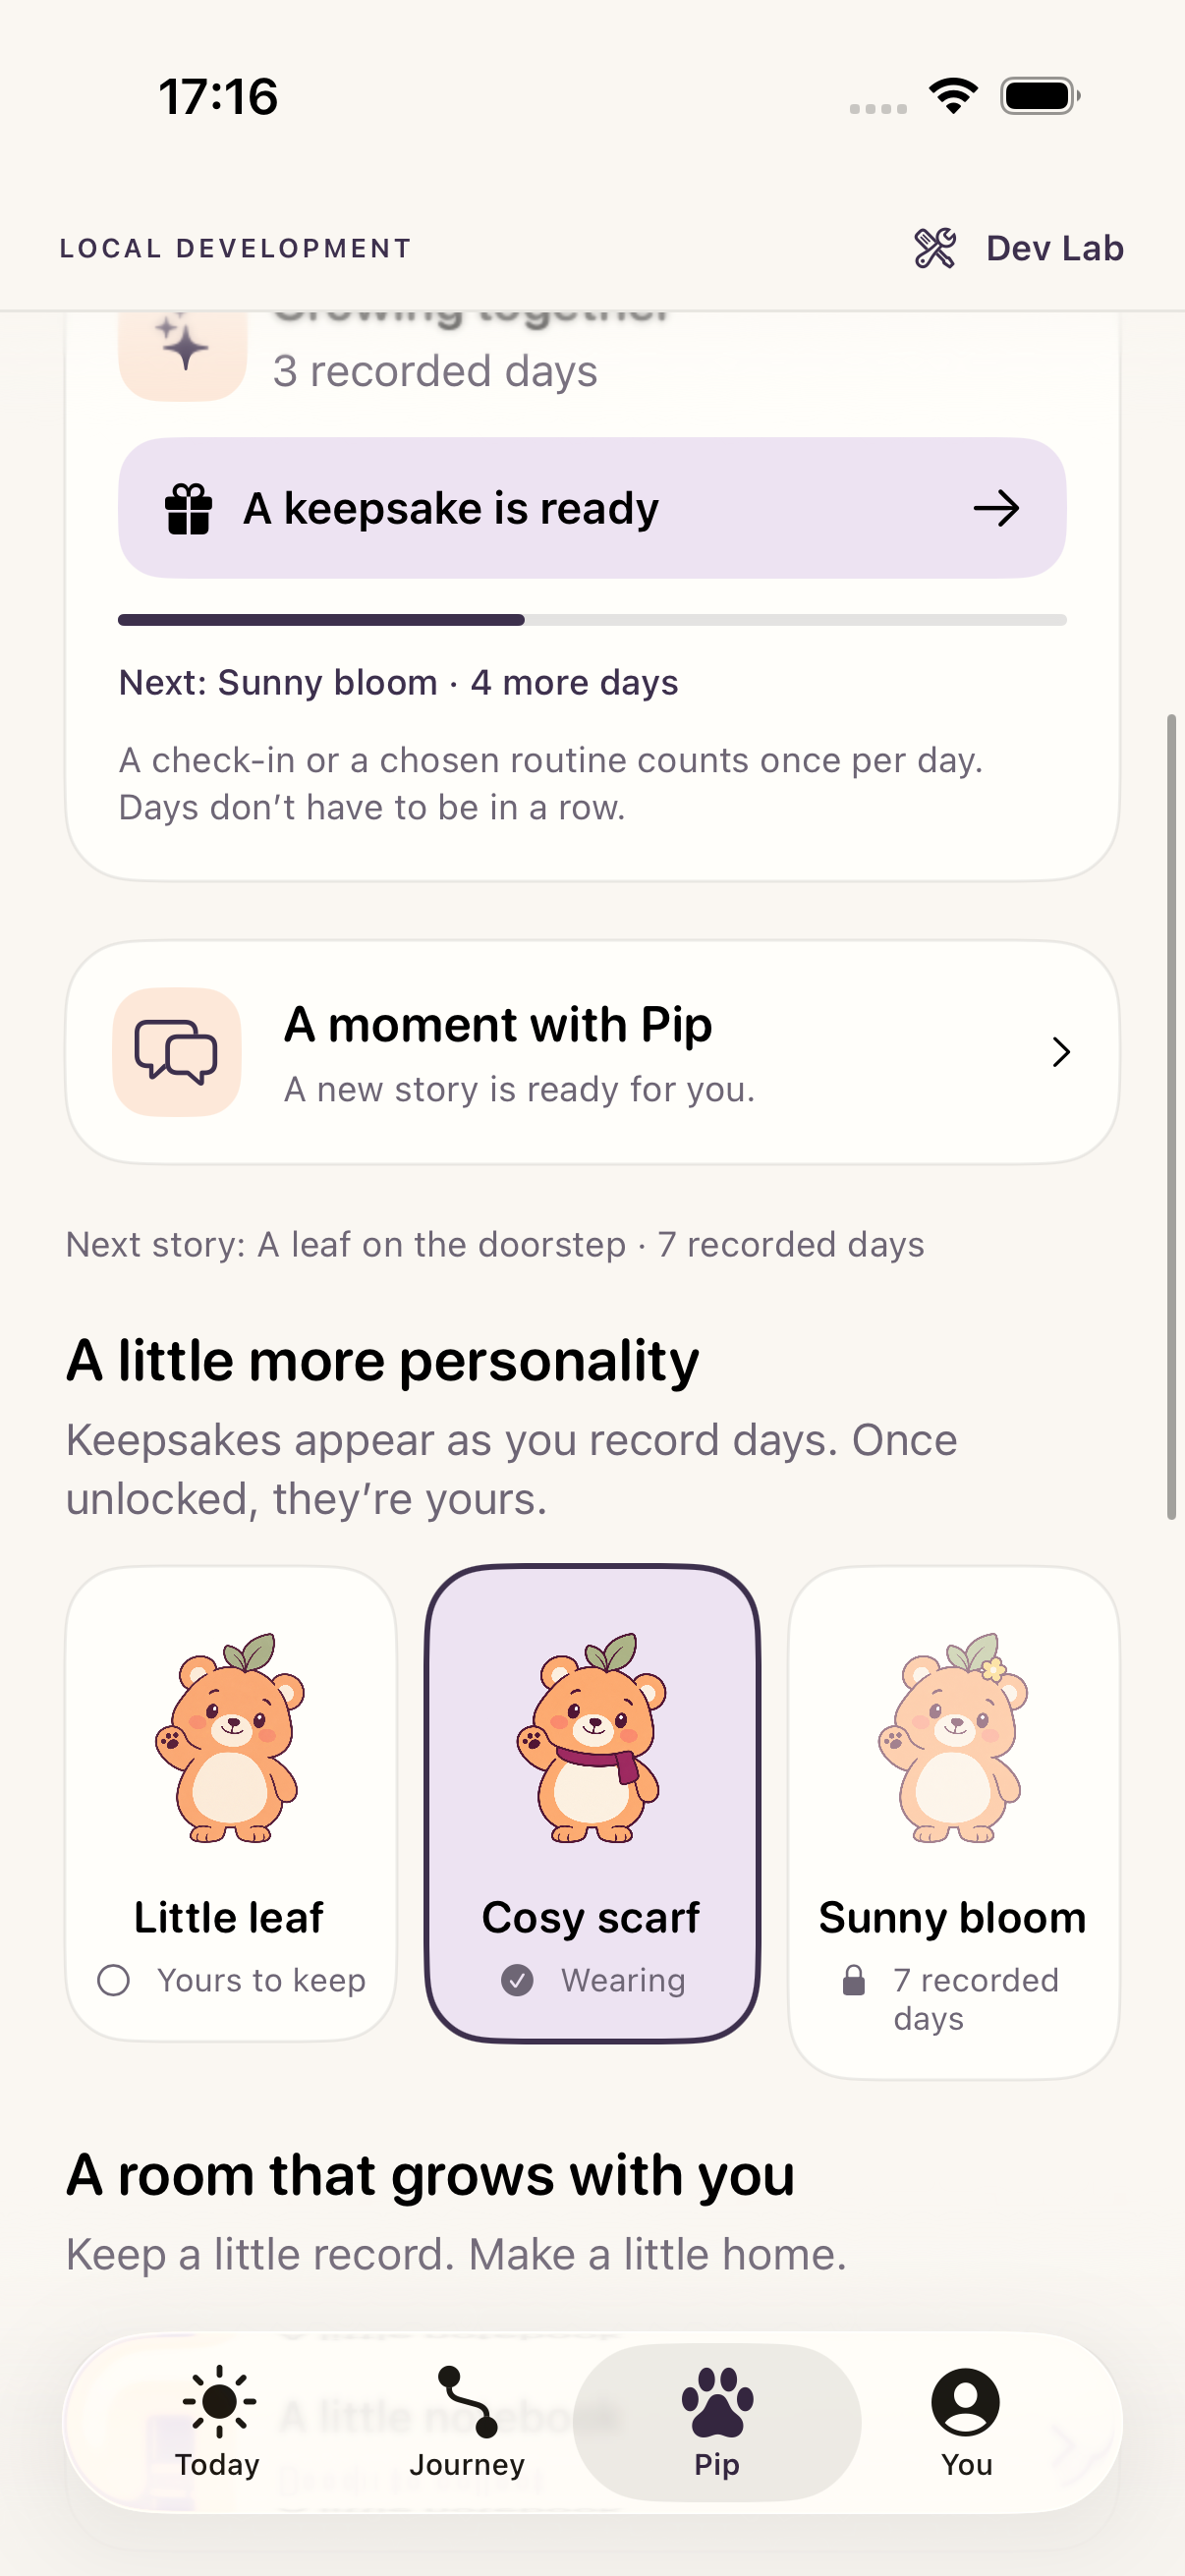 17:16
LOCAL DEVELOPMENT
Dev Lab
Growing together
3 recorded days
A keepsake is ready
Next: Sunny bloom · 4 more days
A check-in or a chosen routine counts once per day.
Days don’t have to be in a row.
A moment with Pip
A new story is ready for you.
Next story: A leaf on the doorstep · 7 recorded days
A little more personality
Keepsakes appear as you record days. Once
unlocked, they’re yours.
Little leaf
Yours to keep
Cosy scarf
Wearing
Sunny bloom
7 recorded
days
A room that grows with you
Keep a little record. Make a little home.
A little notebook
Today
Journey
Pip
You